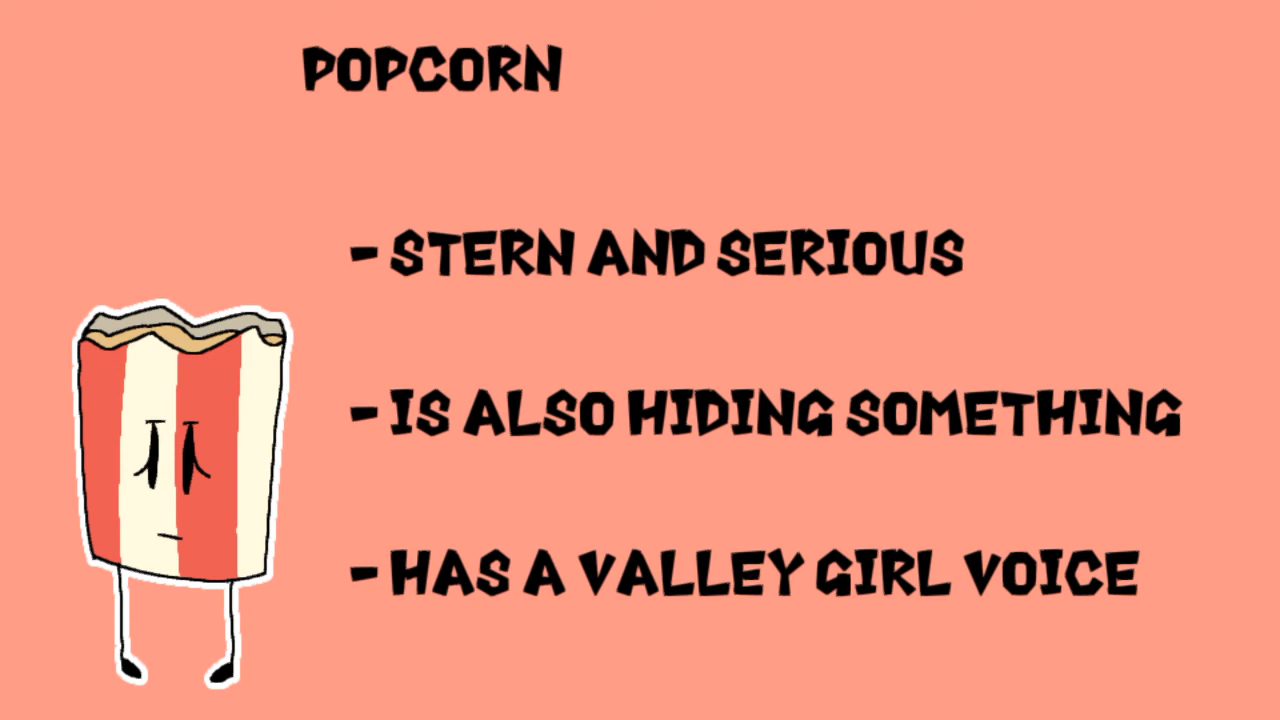 POPCORN
- STERN AND SERIOUS
- IS ALSO HIDING SOMETHING
- HAS A VALLEY GIRL VOICE